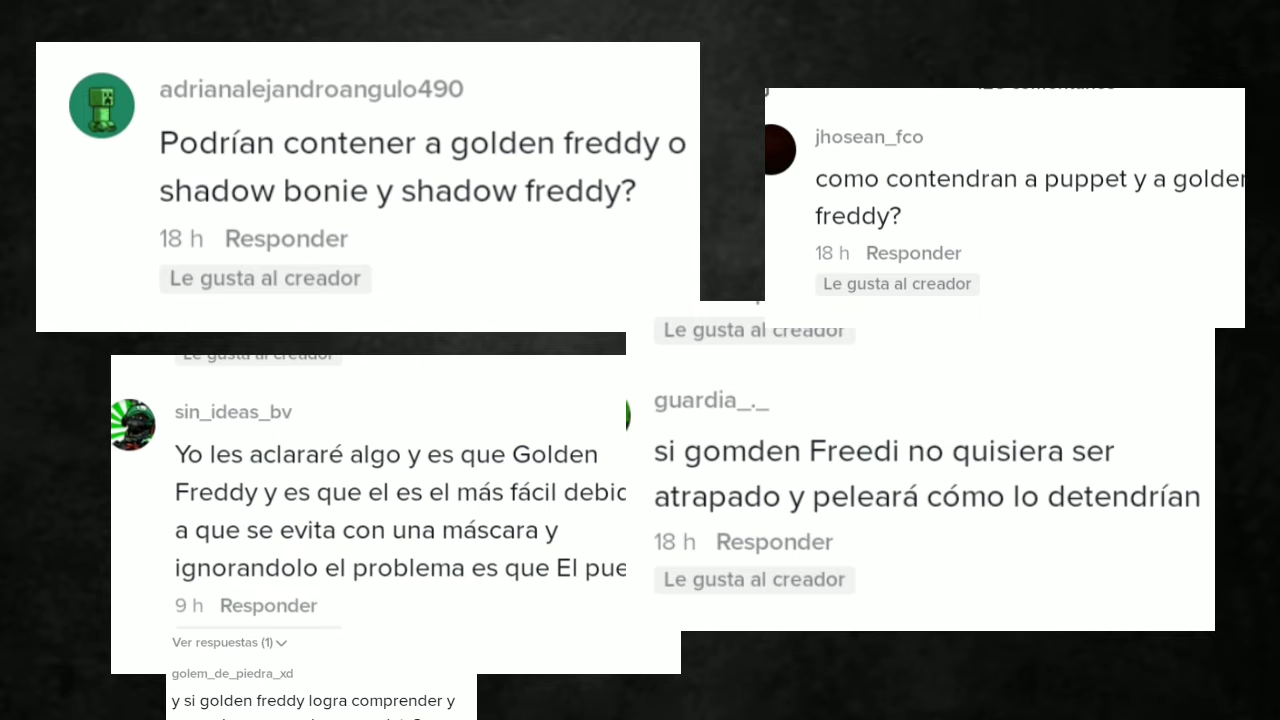 adrianalejandroangulo490
Podrían contener a golden freddy o
shadow bonie y shadow freddy?
18 h Responder
Le gusta al creador
jhosean_fco
como contendran a puppet y a golden
freddy?
18 h Responder
Le gusta al creador
Le gusta al creador
guardia_._
si gomden Freedi no quisiera ser
atrapado y peleará cómo lo detendrían
18 h Responder
Le gusta al creador
Le gusta al creador
sin_ideas_bv
Yo les aclararé algo y es que Golden
Freddy y es que el es el más fácil debid
a que se evita con una máscara y
ignorandolo el problema es que El pue
9 h Responder
Ver respuestas (1)
golem_de_piedra_xd
y si golden freddy logra comprender y